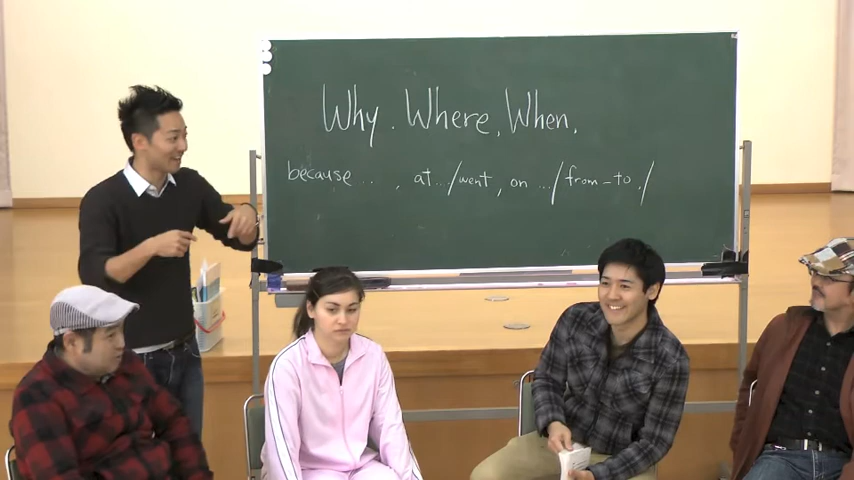 Why. Where, When.
because . . , at . . / went, on . . . / from - to . /